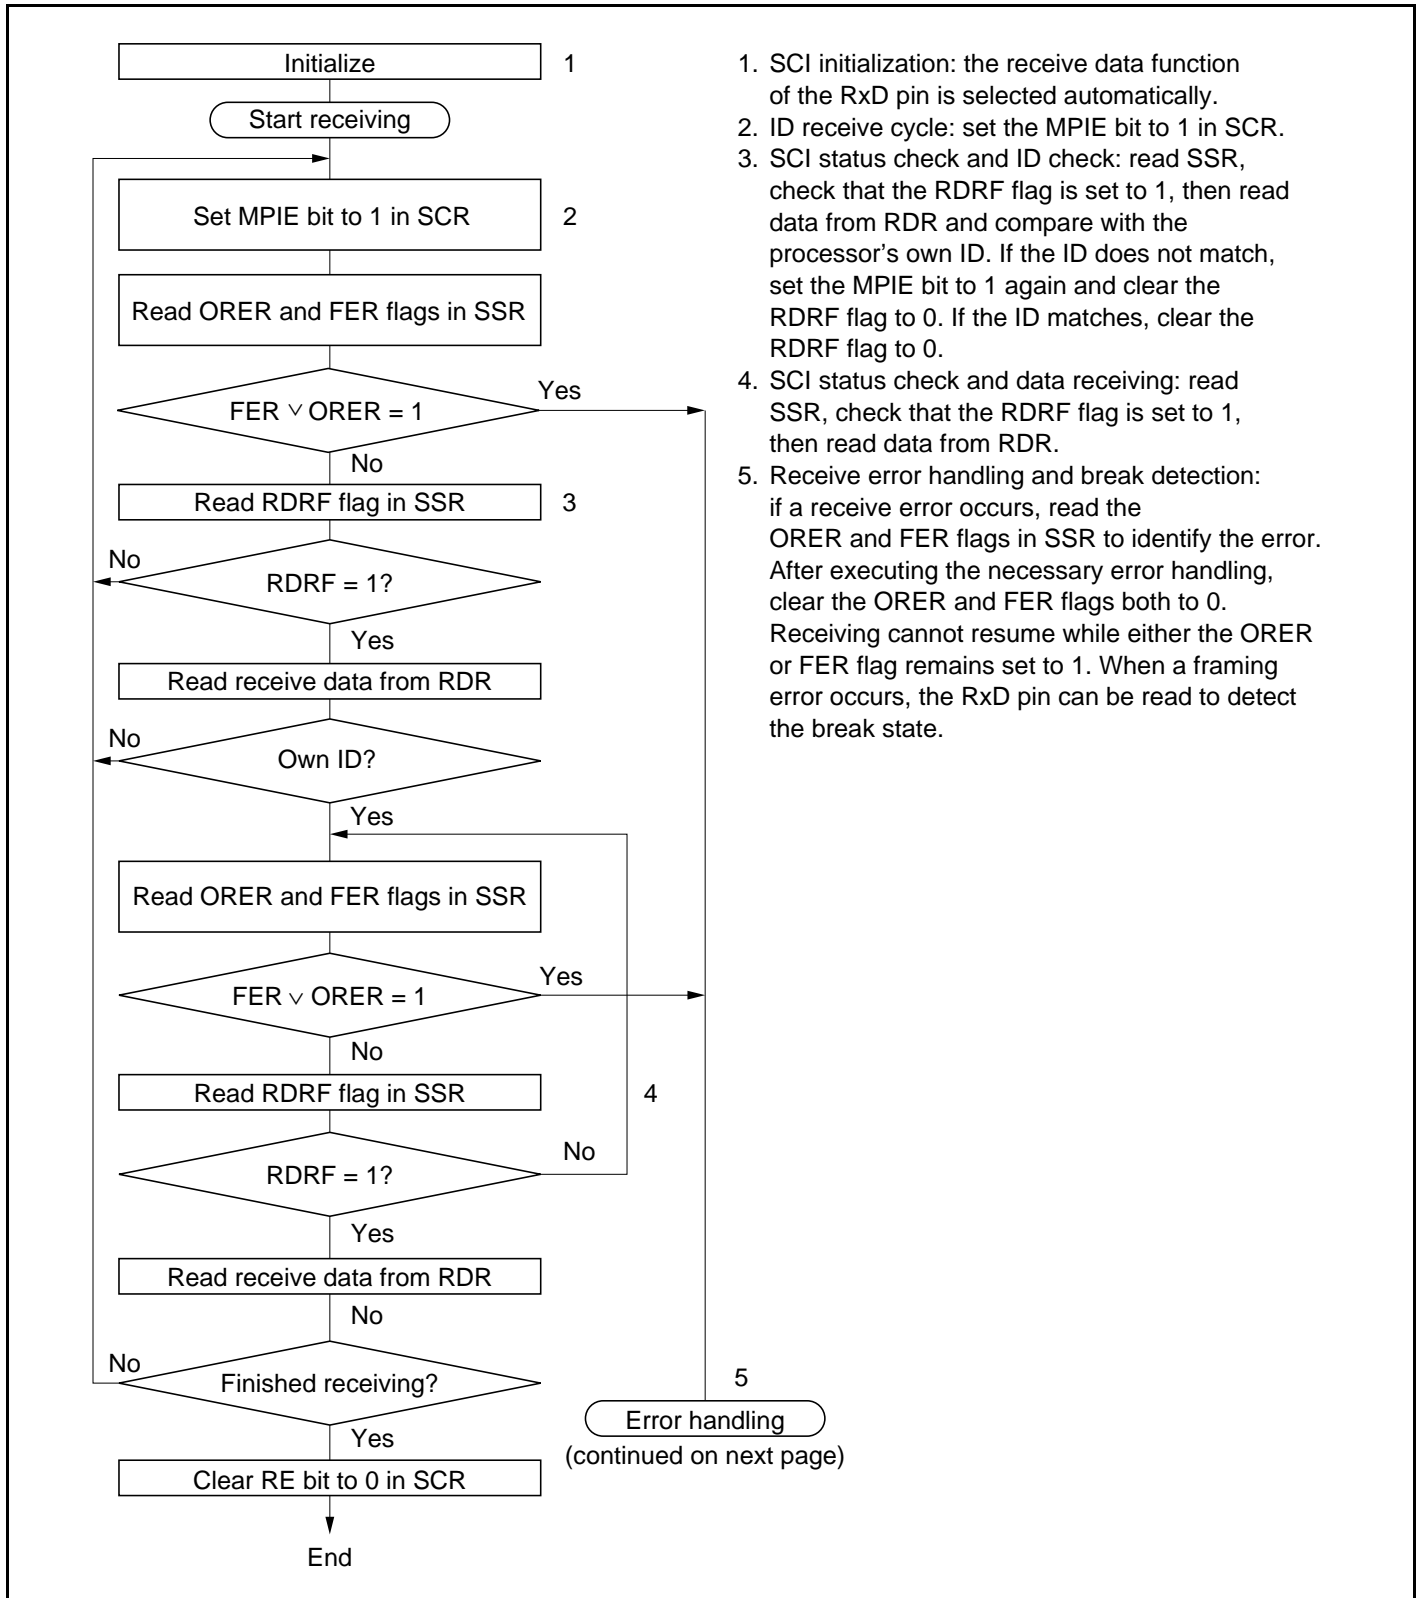 Initialize
1
Start receiving
Set MPIE bit to 1 in SCR
2
Read ORER and FER flags in SSR
FER ∨ ORER = 1
Yes
No
Read RDRF flag in SSR
3
No
RDRF = 1?
Yes
Read receive data from RDR
No
Own ID?
Yes
Read ORER and FER flags in SSR
FER ∨ ORER = 1
Yes
No
Read RDRF flag in SSR
4
RDRF = 1?
No
Yes
Read receive data from RDR
No
No
Finished receiving?
Yes
Clear RE bit to 0 in SCR
End
5
Error handling
(continued on next page)
1. SCI initialization: the receive data function
of the RxD pin is selected automatically.
2. ID receive cycle: set the MPIE bit to 1 in SCR.
3. SCI status check and ID check: read SSR,
check that the RDRF flag is set to 1, then read
data from RDR and compare with the
processor’s own ID. If the ID does not match,
set the MPIE bit to 1 again and clear the
RDRF flag to 0. If the ID matches, clear the
RDRF flag to 0.
4. SCI status check and data receiving: read
SSR, check that the RDRF flag is set to 1,
then read data from RDR.
5. Receive error handling and break detection:
if a receive error occurs, read the
ORER and FER flags in SSR to identify the error.
After executing the necessary error handling,
clear the ORER and FER flags both to 0.
Receiving cannot resume while either the ORER
or FER flag remains set to 1. When a framing
error occurs, the RxD pin can be read to detect
the break state.